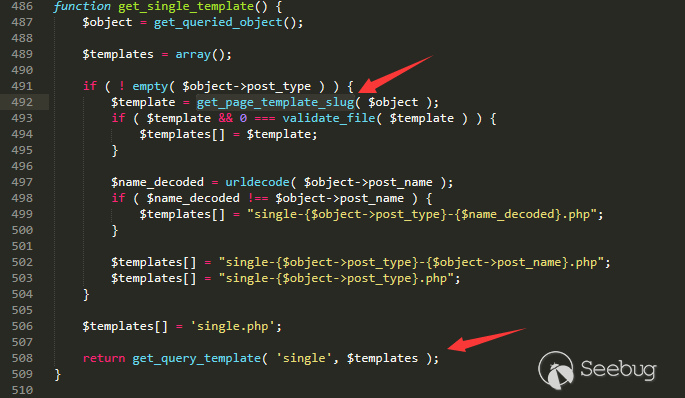 486 function get_single_template() {
487     $object = get_queried_object();
488
489     $templates = array();
490
491     if ( ! empty( $object->post_type ) ) {
492         $template = get_page_template_slug( $object );
493         if ( $template && 0 === validate_file( $template ) ) {
494             $templates[] = $template;
495         }
496
497         $name_decoded = urldecode( $object->post_name );
498         if ( $name_decoded !== $object->post_name ) {
499             $templates[] = "single-{$object->post_type}-{$name_decoded}.php";
500         }
501
502         $templates[] = "single-{$object->post_type}-{$object->post_name}.php";
503         $templates[] = "single-{$object->post_type}.php";
504     }
505
506     $templates[] = 'single.php';
507
508     return get_query_template( 'single', $templates );
509 }
510
Seebug